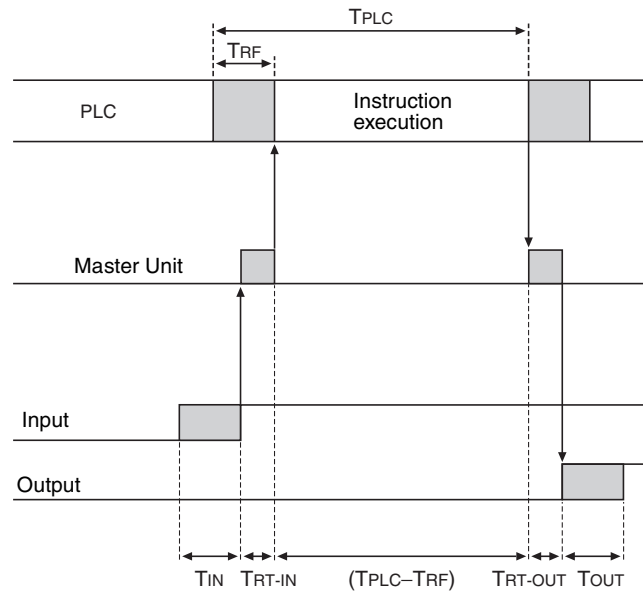 TPLC
TRF
PLC
Instruction
execution
Master Unit
Input
Output
TIN
TRT-IN
(TPLC–TRF)
TRT-OUT
TOUT